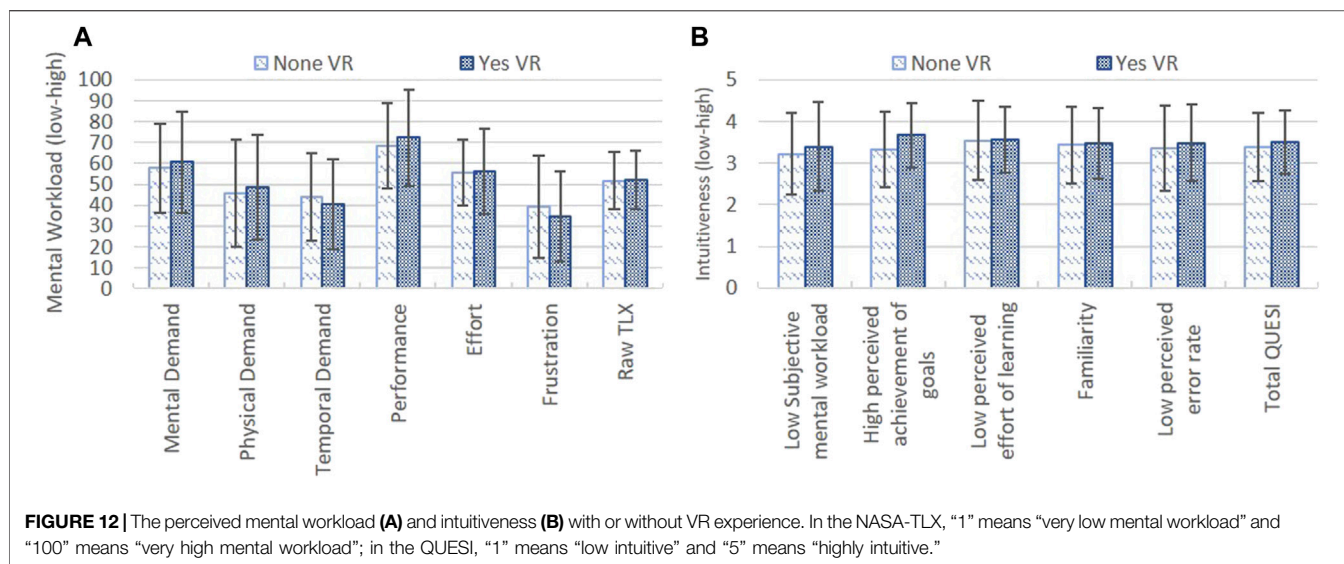 A
None VR
Yes VR
Mental Workload (low-high)
100
90
80
70
60
50
40
30
20
10
0
Mental Demand
Physical Demand
Temporal Demand
Performance
Effort
Frustration
Raw TLX
B
None VR
Yes VR
Intuitiveness (low-high)
5
4
3
2
1
0
Low Subjective
mental workload
High perceived
achievement of
goals
Low perceived
effort of learning
Familiarity
Low perceived
error rate
Total QUESI
FIGURE 12 | The perceived mental workload (A) and intuitiveness (B) with or without VR experience. In the NASA-TLX, “1” means “very low mental workload” and
“100” means “very high mental workload”; in the QUESI, “1” means “low intuitive” and “5” means “highly intuitive.”